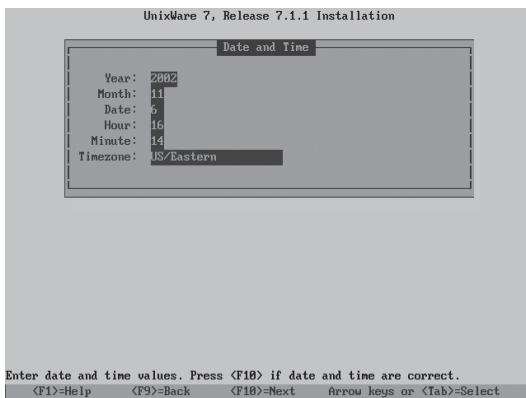 UnixWare 7, Release 7.1.1 Installation
Date and Time
Year: 2002
Month: 11
Date: 6
Hour: 16
Minute: 14
Timezone: US/Eastern
Enter date and time values. Press <F10> if date and time are correct.
<F1>=Help <F9>=Back <F10>=Next Arrow keys or <Tab>=Select